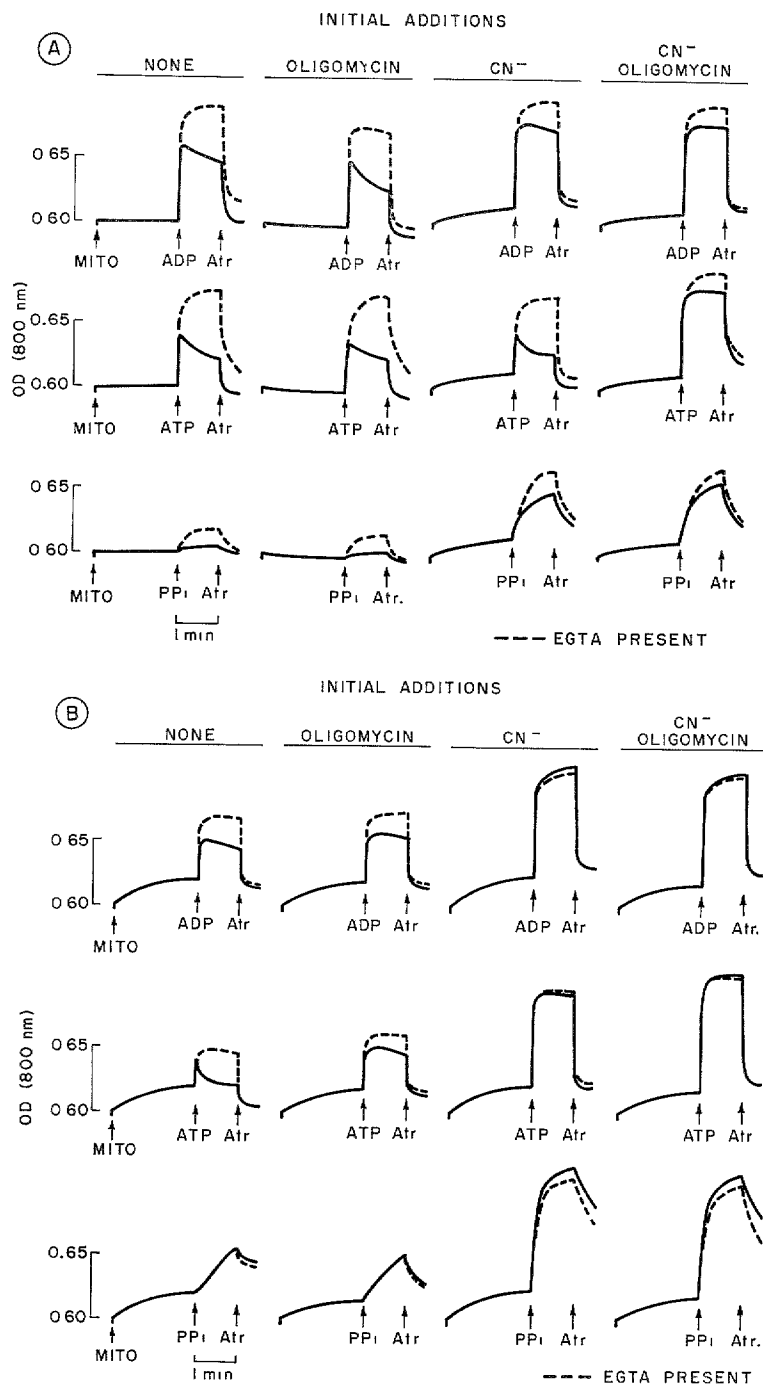 INITIAL ADDITIONS
A
NONE
OLIGOMYCIN
CN⁻
CN⁻
OLIGOMYCIN
0 65
0 60
MITO
ADP Atr
ADP Atr
ADP Atr
ADP Atr
OD (800 nm)
0 65
0 60
MITO
ATP Atr
ATP Atr
ATP Atr
ATP Atr
0 65
0 60
MITO
PPi Atr
PPi Atr.
PPi Atr
PPi Atr
1 min
--- EGTA PRESENT
INITIAL ADDITIONS
B
NONE
OLIGOMYCIN
CN⁻
CN⁻
OLIGOMYCIN
0 65
0 60
MITO
ADP Atr
ADP Atr
ADP Atr
ADP Atr.
OD (800 nm)
0.65
0 60
MITO
ATP Atr
ATP Atr
ATP Atr
ATP Atr
0.65
0 60
MITO
PPi Atr
PPi Atr
PPi Atr
PPi Atr.
1 min
--- EGTA PRESENT